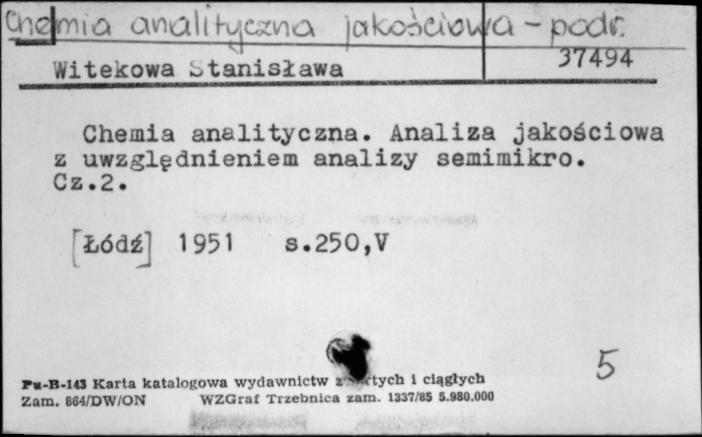 Chemia analityczna jakościowa - podr.
Witekowa Stanisława 37494
Chemia analityczna. Analiza jakościowa
z uwzględnieniem analizy semimikro.
Cz.2.
[Łódź] 1951 s.250,V
5
Pu-B-143 Karta katalogowa wydawnictw i ciągłych
Zam. 864/DW/ON WZGraf Trzebnica zam. 1337/85 5.980.000